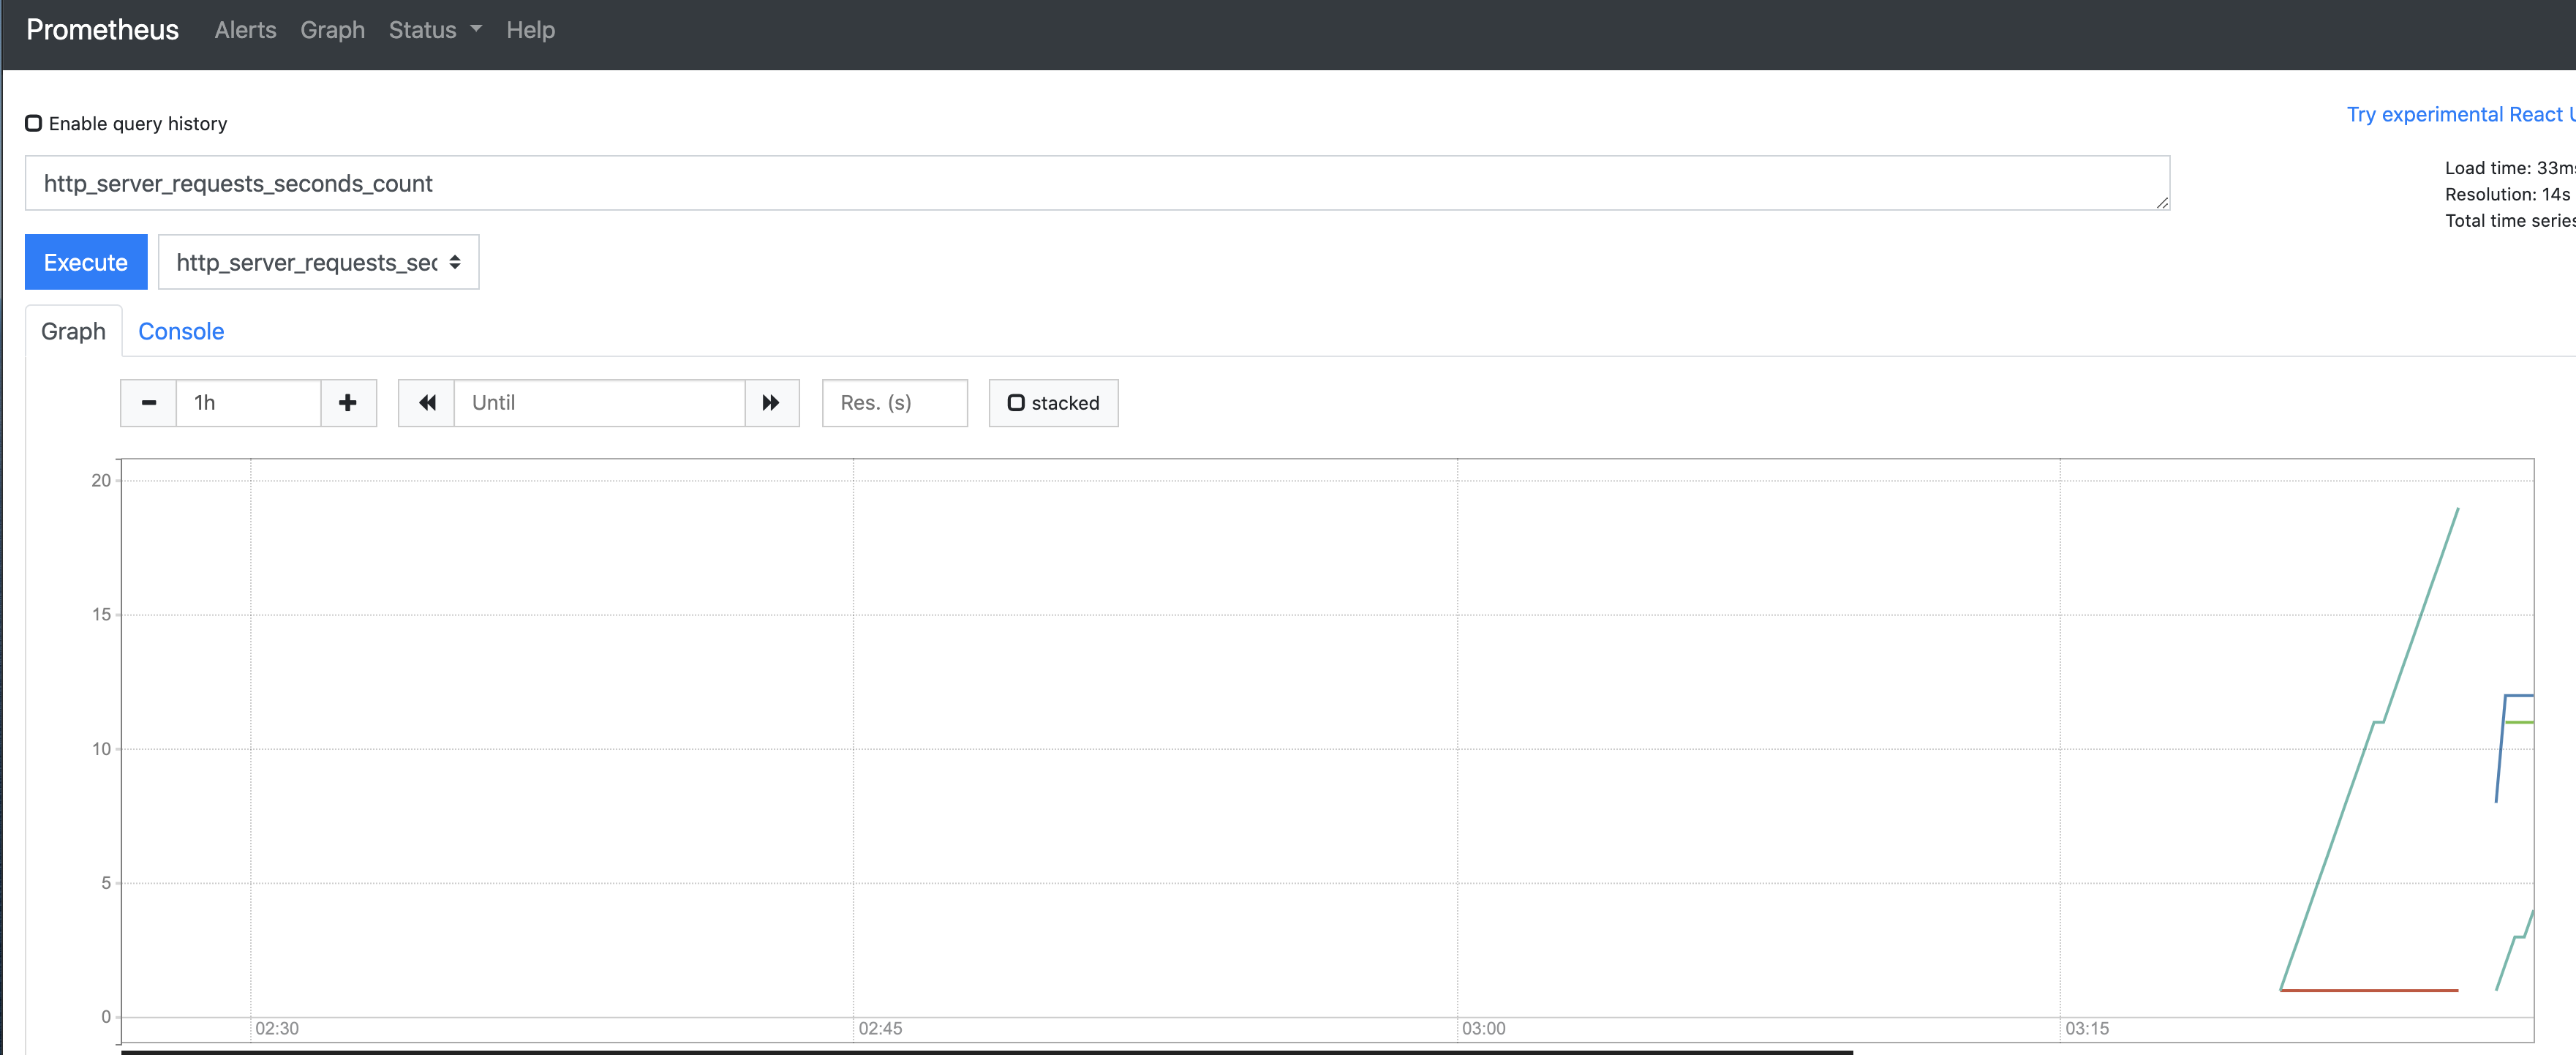 Prometheus Alerts Graph Status Help
Enable query history
Try experimental React U
http_server_requests_seconds_count
Load time: 33ms
Resolution: 14s
Total time series
Execute http_server_requests_sec
Graph Console
1h Until Res. (s) stacked
20
15
10
5
0
02:30 02:45 03:00 03:15